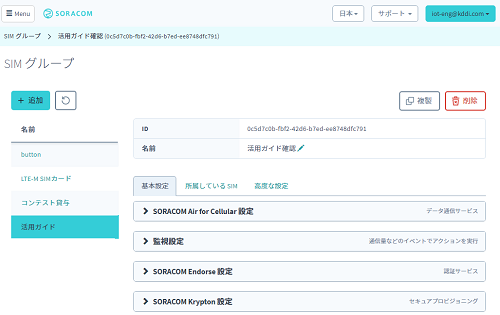 Menu
SORACOM
日本
サポート
iot-eng@kddi.com
SIM グループ > 活用ガイド確認 (0c5d7c0b-fbf2-42d6-b7ed-ee8748dfc791)
SIM グループ
+ 追加
複製
削除
名前
button
LTE-M SIMカード
コンテスト貸与
活用ガイド
ID 0c5d7c0b-fbf2-42d6-b7ed-ee8748dfc791
名前 活用ガイド確認
基本設定 所属している SIM 高度な設定
SORACOM Air for Cellular 設定 データ通信サービス
監視設定 通信量などのイベントでアクションを実行
SORACOM Endorse 設定 認証サービス
SORACOM Krypton 設定 セキュアプロビジョニング